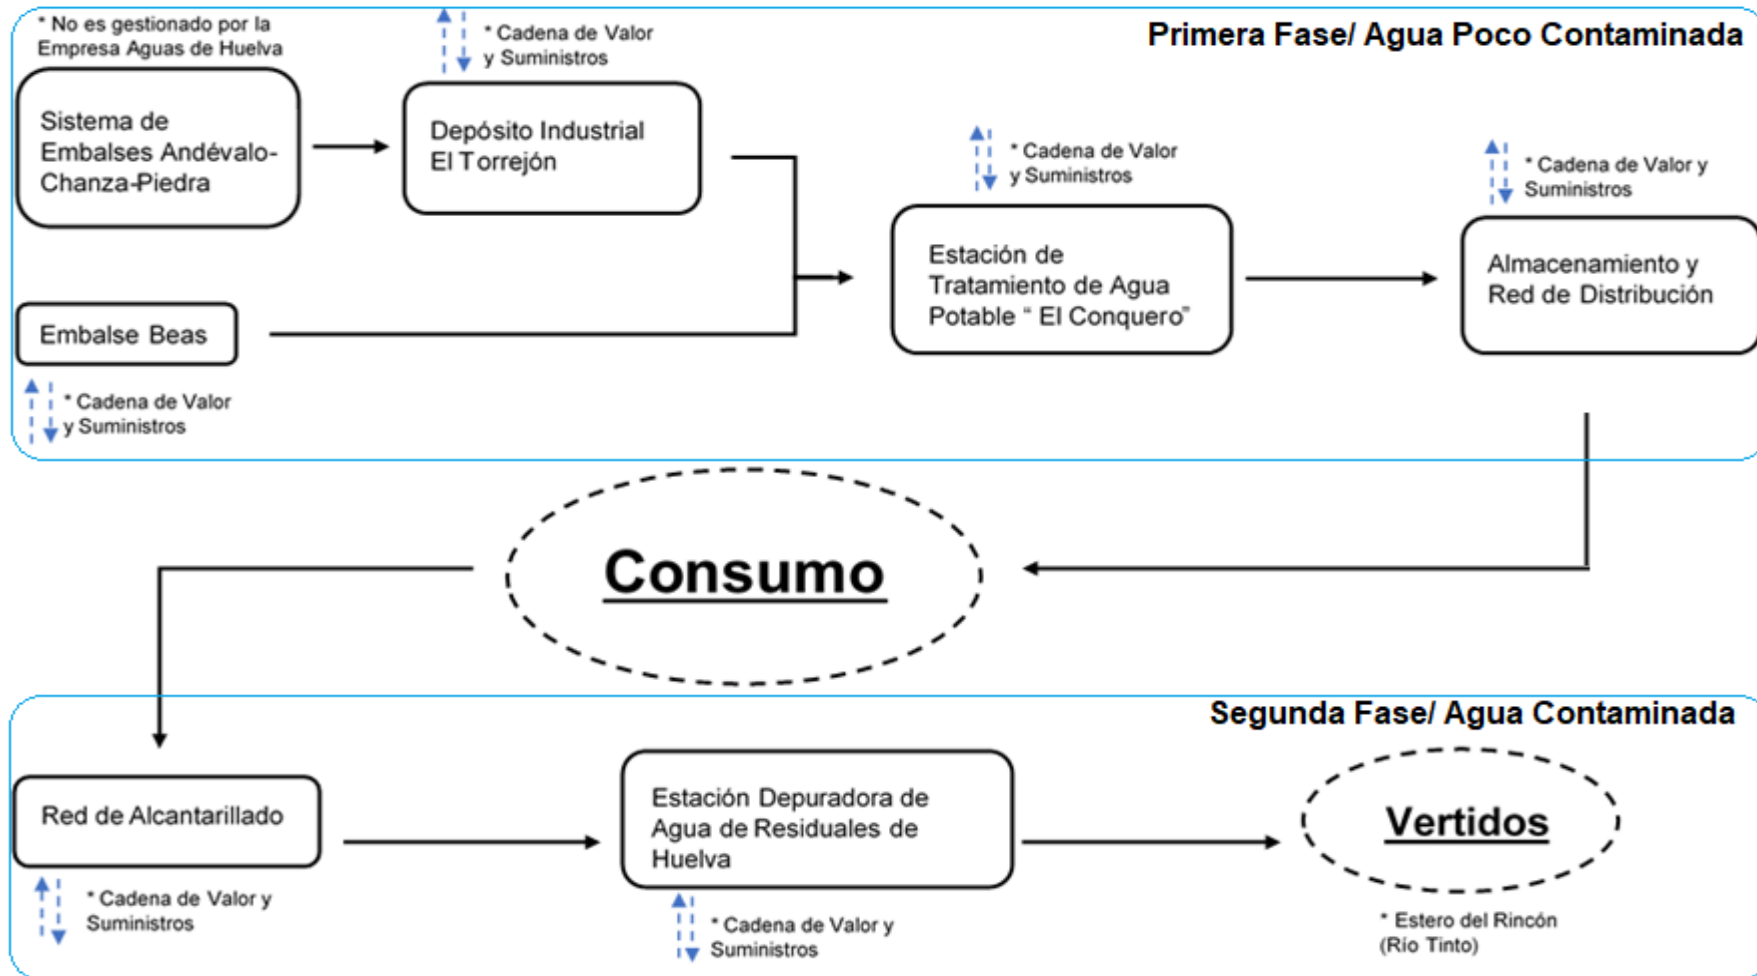 * No es gestionado por la
Empresa Aguas de Huelva
* Cadena de Valor
y Suministros
Primera Fase/ Agua Poco Contaminada
Sistema de
Embalses Andévalo-
Chanza-Piedra
Depósito Industrial
El Torrejón
* Cadena de Valor
y Suministros
* Cadena de Valor y
Suministros
Estación de
Tratamiento de Agua
Potable “ El Conquero”
Almacenamiento y
Red de Distribución
Embalse Beas
* Cadena de Valor
y Suministros
Consumo
Segunda Fase/ Agua Contaminada
Red de Alcantarillado
Estación Depuradora de
Agua de Residuales de
Huelva
Vertidos
* Cadena de Valor y
Suministros
* Cadena de Valor y
Suministros
* Estero del Rincón
(Río Tinto)